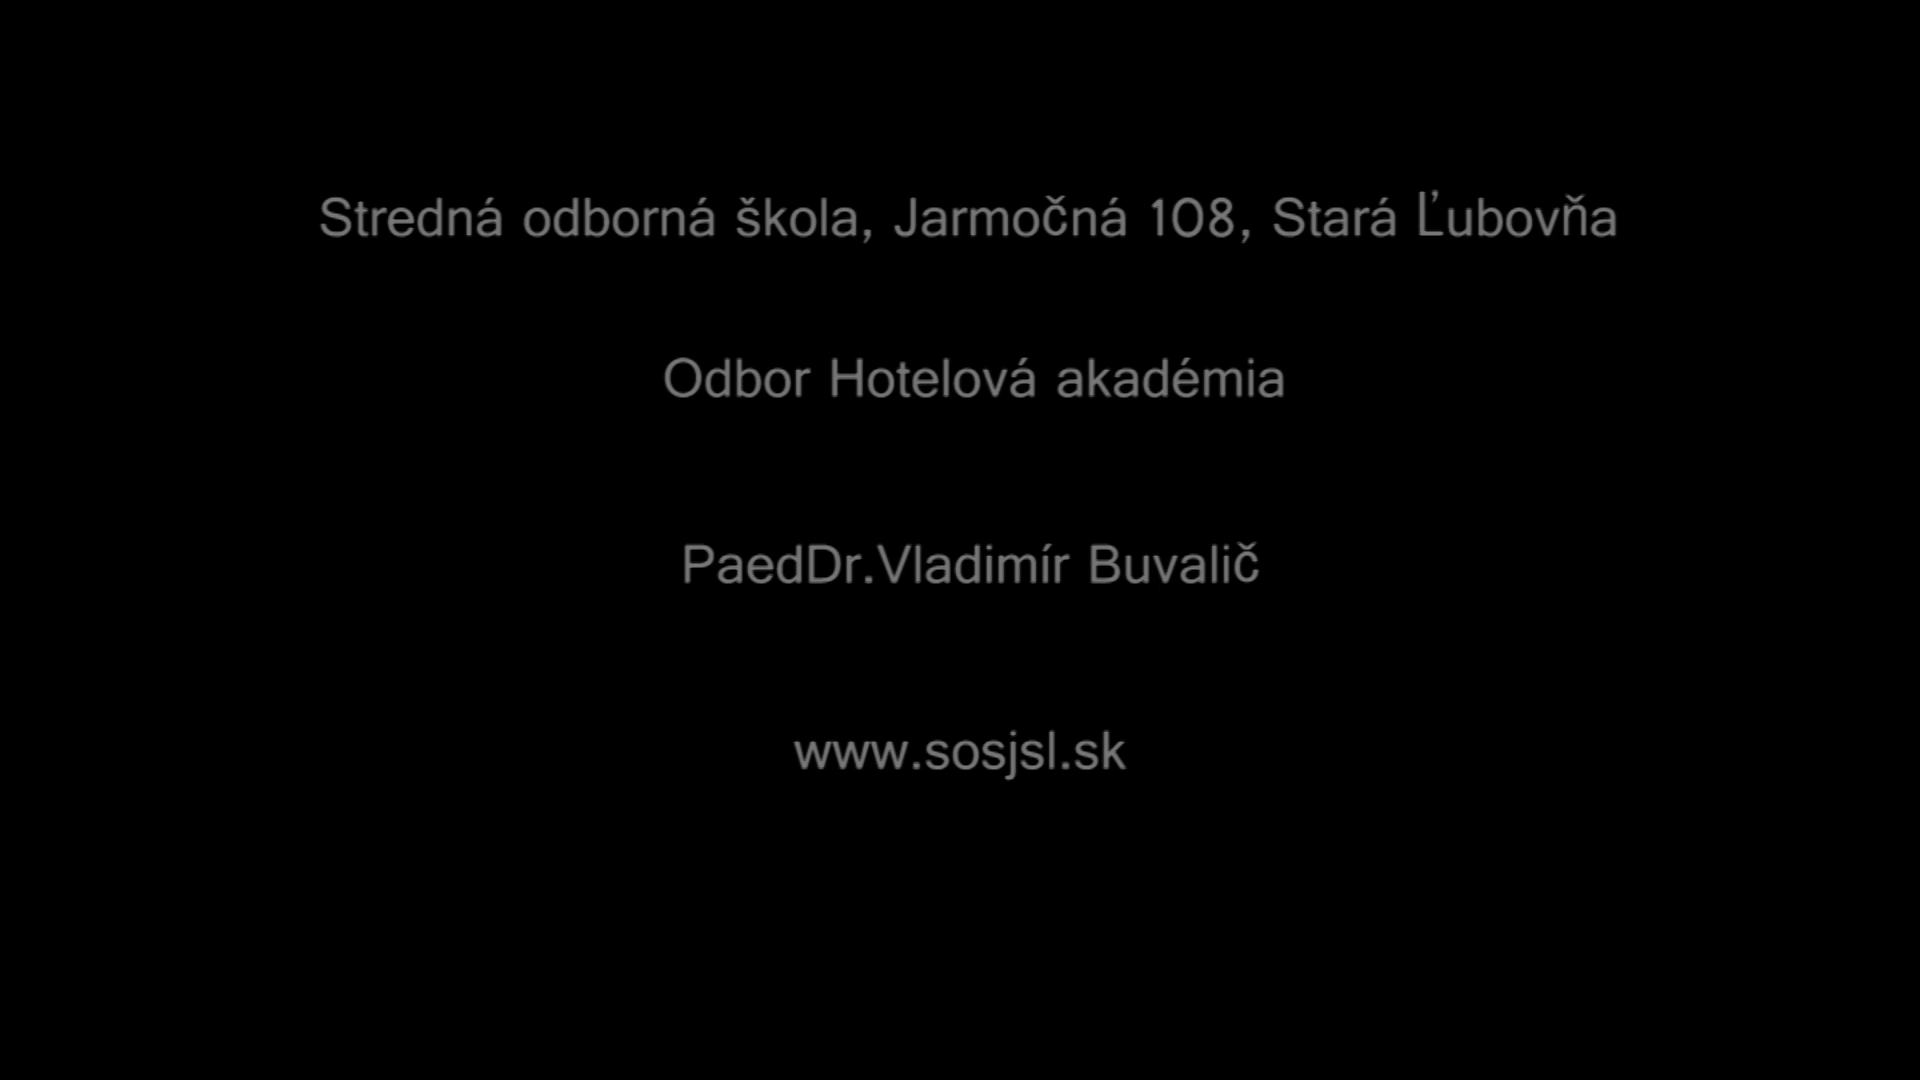 Stredná odborná škola, Jarmočná 108, Stará Ľubovňa
Odbor Hotelová akadémia
PaedDr.Vladimír Buvalič
www.sosjsl.sk